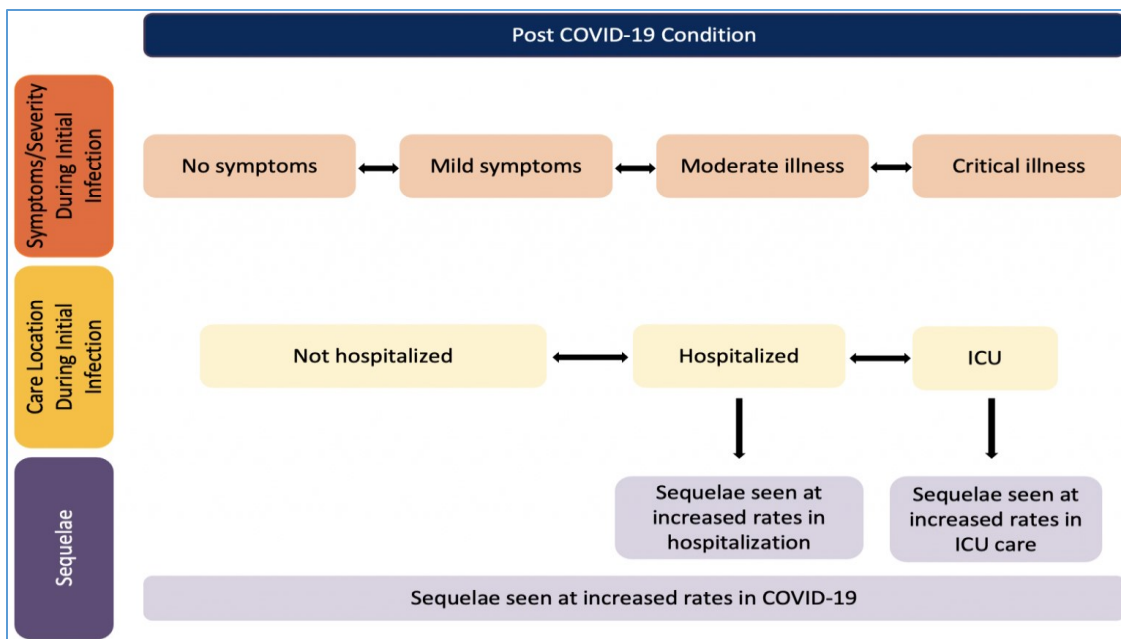 Post COVID-19 Condition
Symptoms/Severity
During Initial
Infection
No symptoms
Mild symptoms
Moderate illness
Critical illness
Care Location
During Initial
Infection
Not hospitalized
Hospitalized
ICU
Sequelae
Sequelae seen at
increased rates in
hospitalization
Sequelae seen at
increased rates in
ICU care
Sequelae seen at increased rates in COVID-19